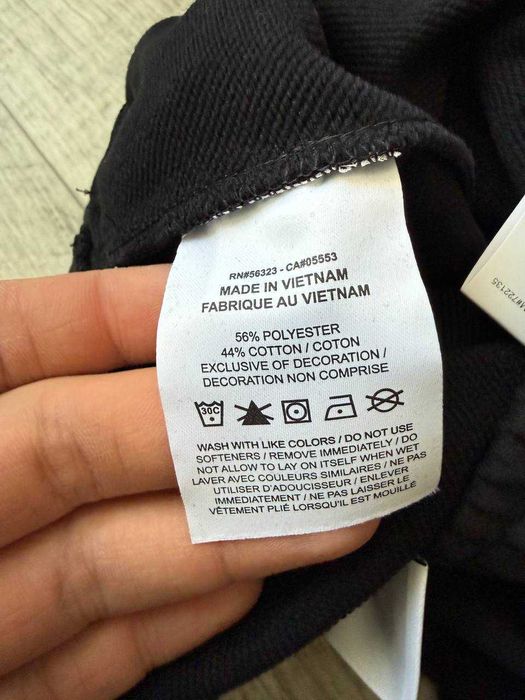 RN#56323 - CA#05553
MADE IN VIETNAM
FABRIQUE AU VIETNAM
56% POLYESTER
44% COTTON / COTON
EXCLUSIVE OF DECORATION /
DECORATION NON COMPRISE
30C
WASH WITH LIKE COLORS / DO NOT USE
SOFTENERS / REMOVE IMMEDIATELY / DO
NOT ALLOW TO LAY ON ITSELF WHEN WET
LAVER AVEC COULEURS SIMILAIRES / NE PAS
UTILISER D'ADOUCISSEUR / ENLEVER
IMMEDIATEMENT / NE PAS LAISSER LE
VÊTEMENT PLIÉ LORSQU'IL EST MOUILLÉ
#722135